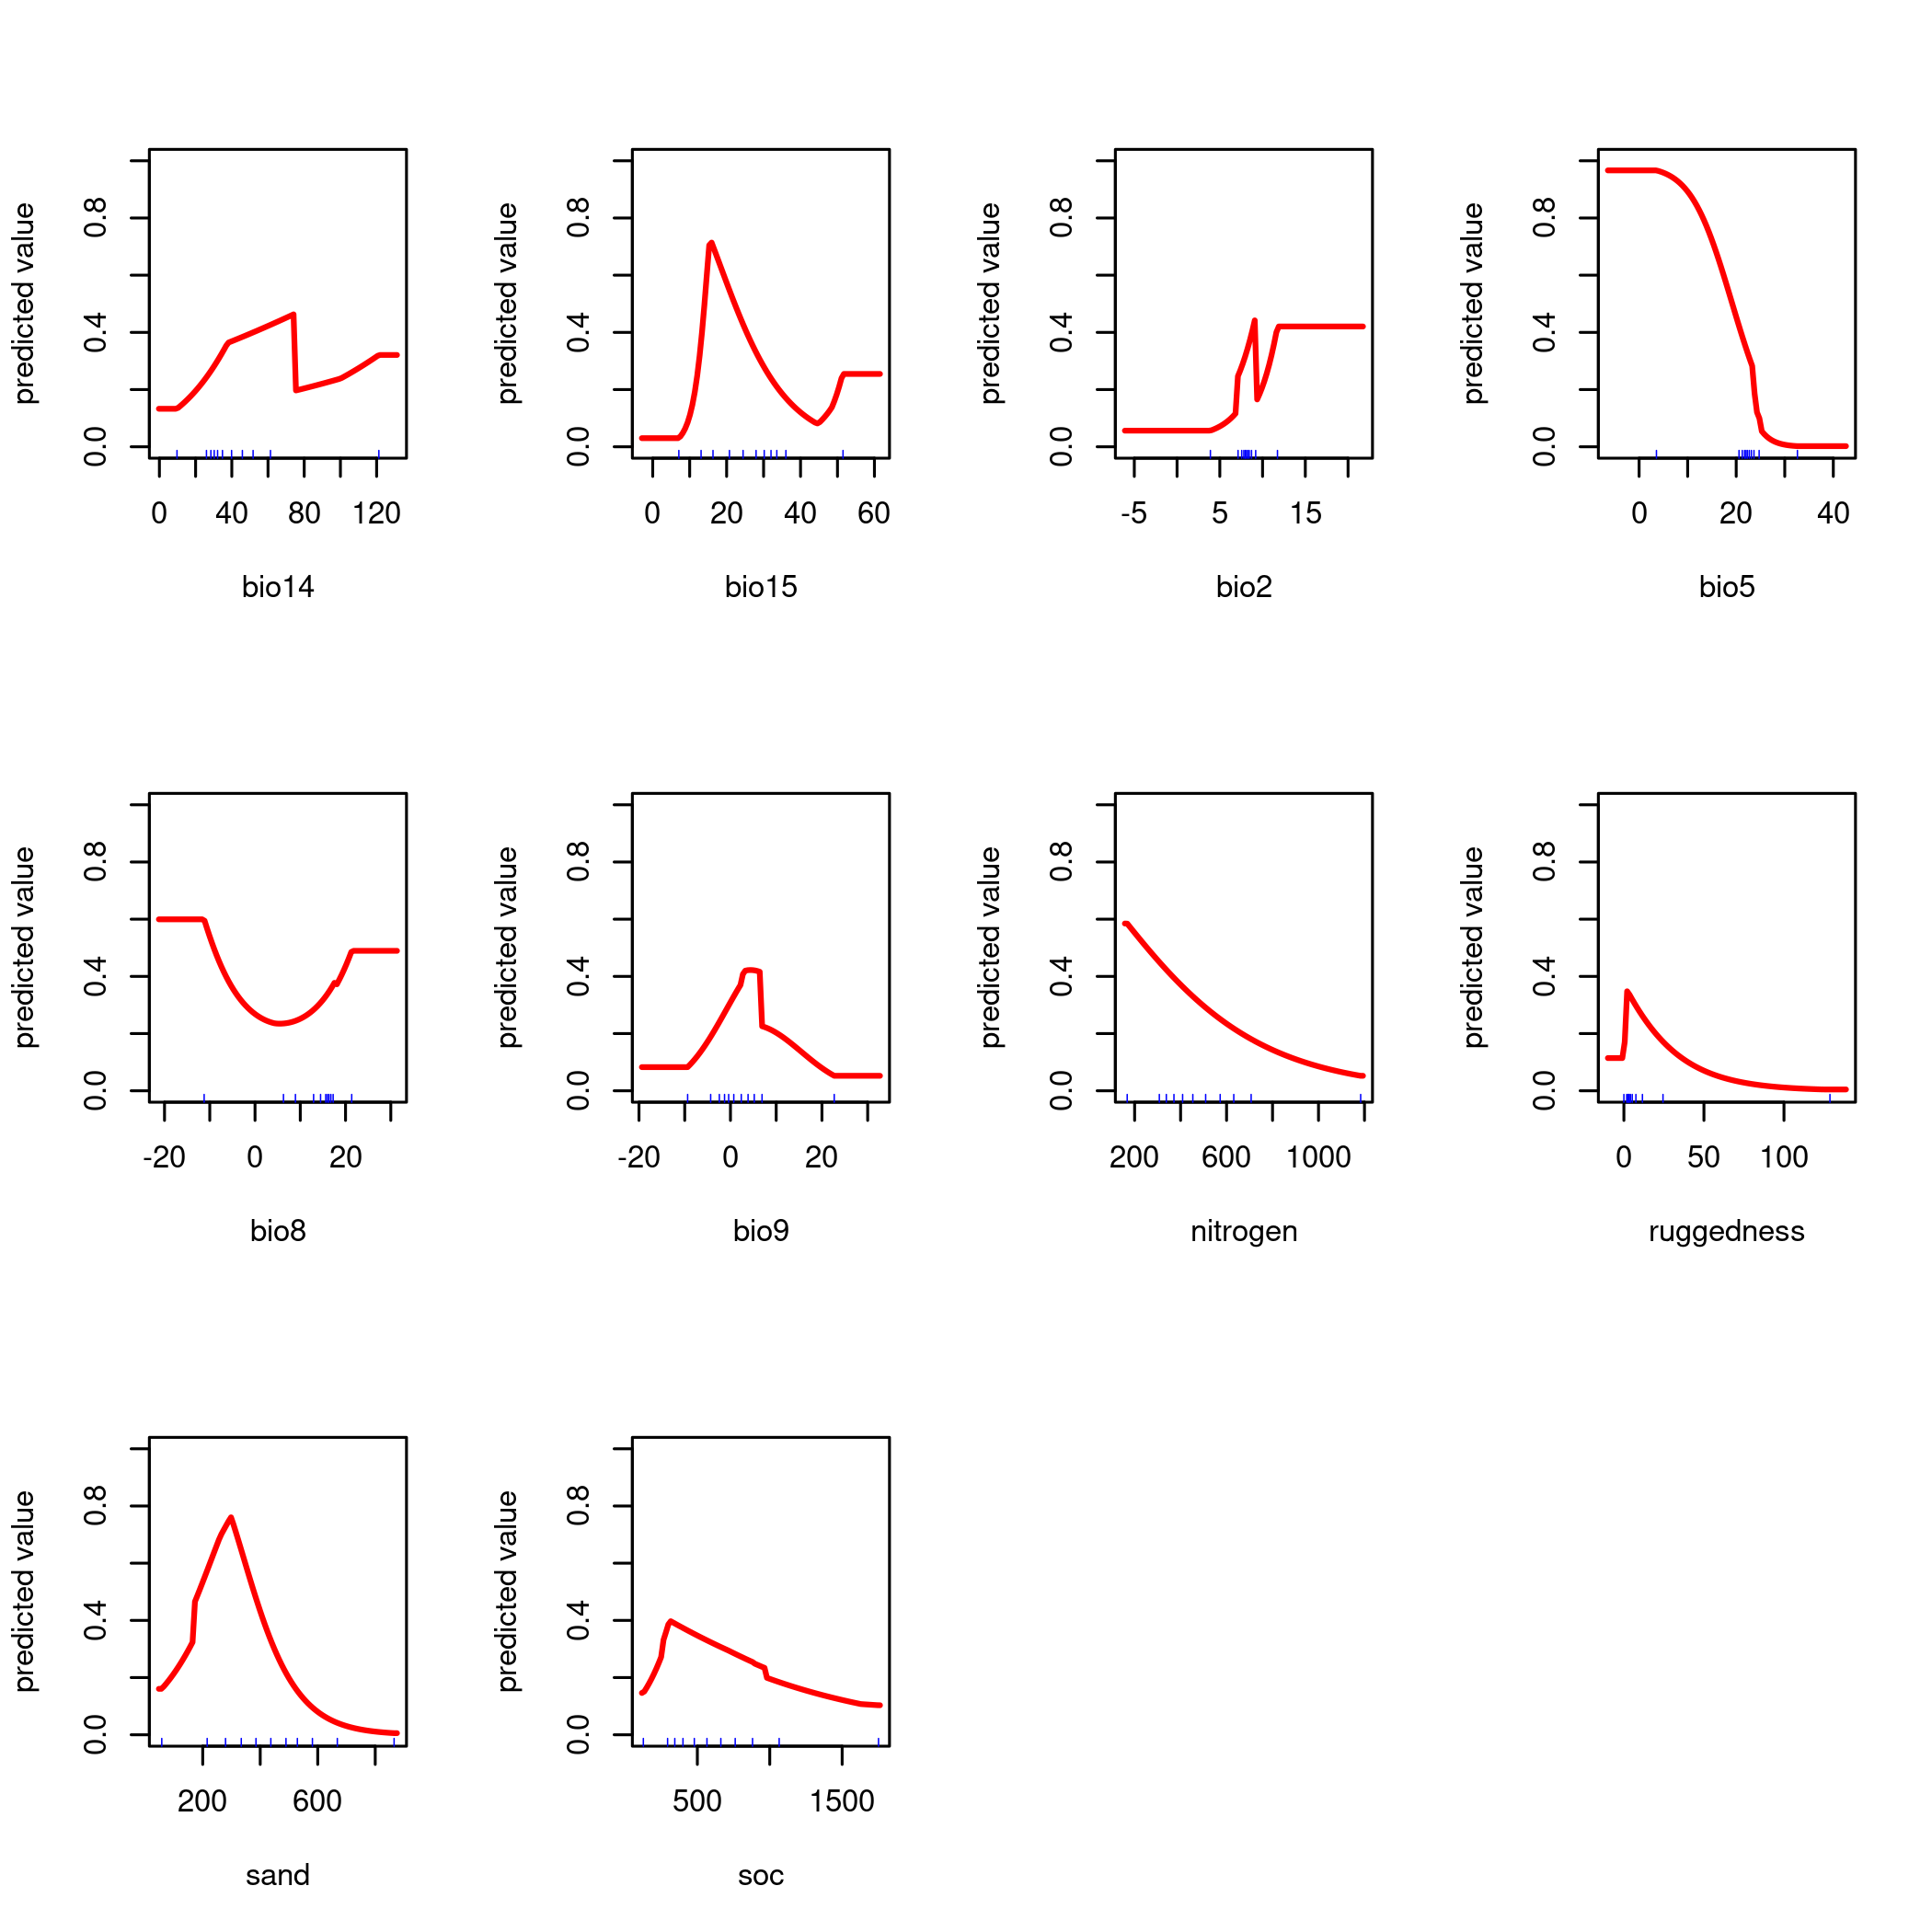 predicted value
0.0 0.4 0.8
0 40 80 120
bio14
predicted value
0.0 0.4 0.8
0 20 40 60
bio15
predicted value
0.0 0.4 0.8
-5 5 15
bio2
predicted value
0.0 0.4 0.8
0 20 40
bio5
predicted value
0.0 0.4 0.8
-20 0 20
bio8
predicted value
0.0 0.4 0.8
-20 0 20
bio9
predicted value
0.0 0.4 0.8
200 600 1000
nitrogen
predicted value
0.0 0.4 0.8
0 50 100
ruggedness
predicted value
0.0 0.4 0.8
200 600
sand
predicted value
0.0 0.4 0.8
500 1500
soc